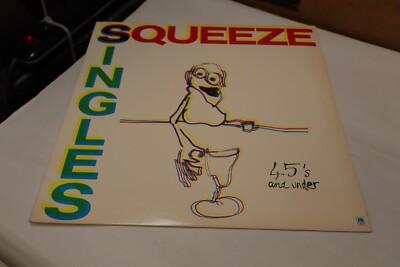 SQUEEZE
SINGLES
45's
and under